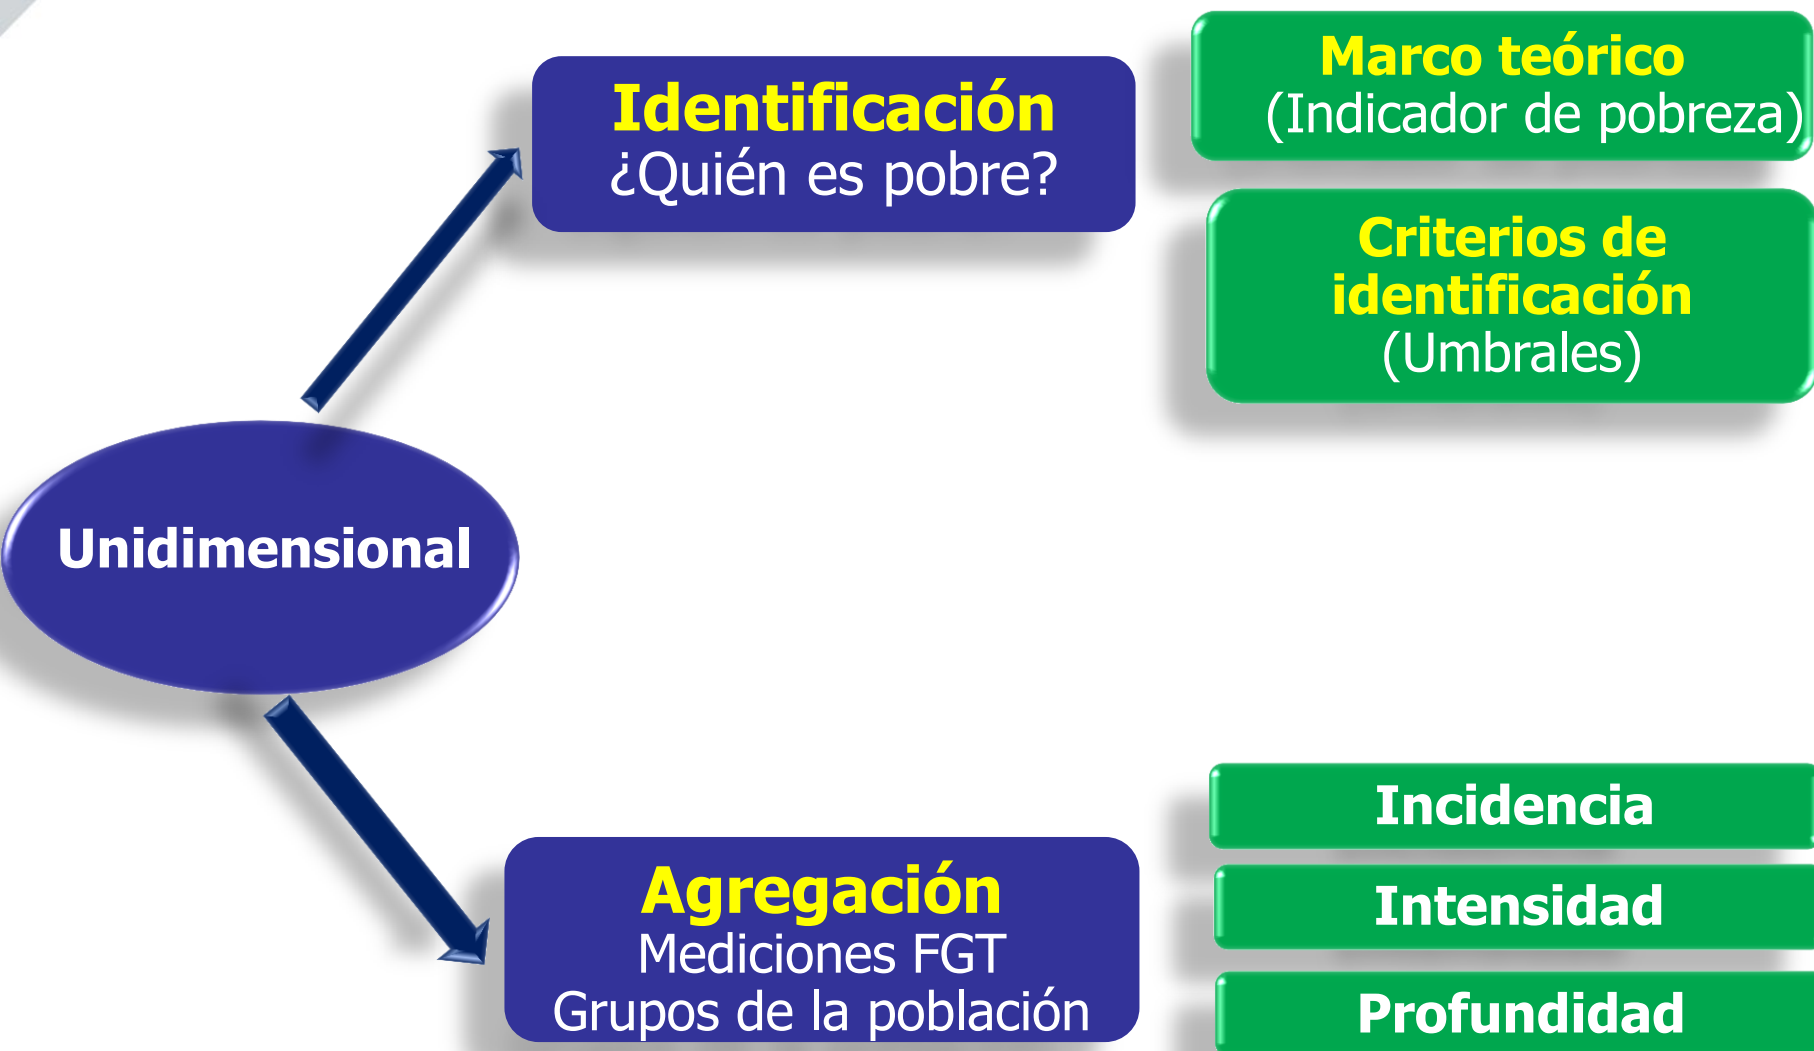 Marco teórico
(Indicador de pobreza)
Identificación
¿Quién es pobre?
Criterios de
identificación
(Umbrales)
Unidimensional
Incidencia
Agregación
Mediciones FGT
Grupos de la población
Intensidad
Profundidad